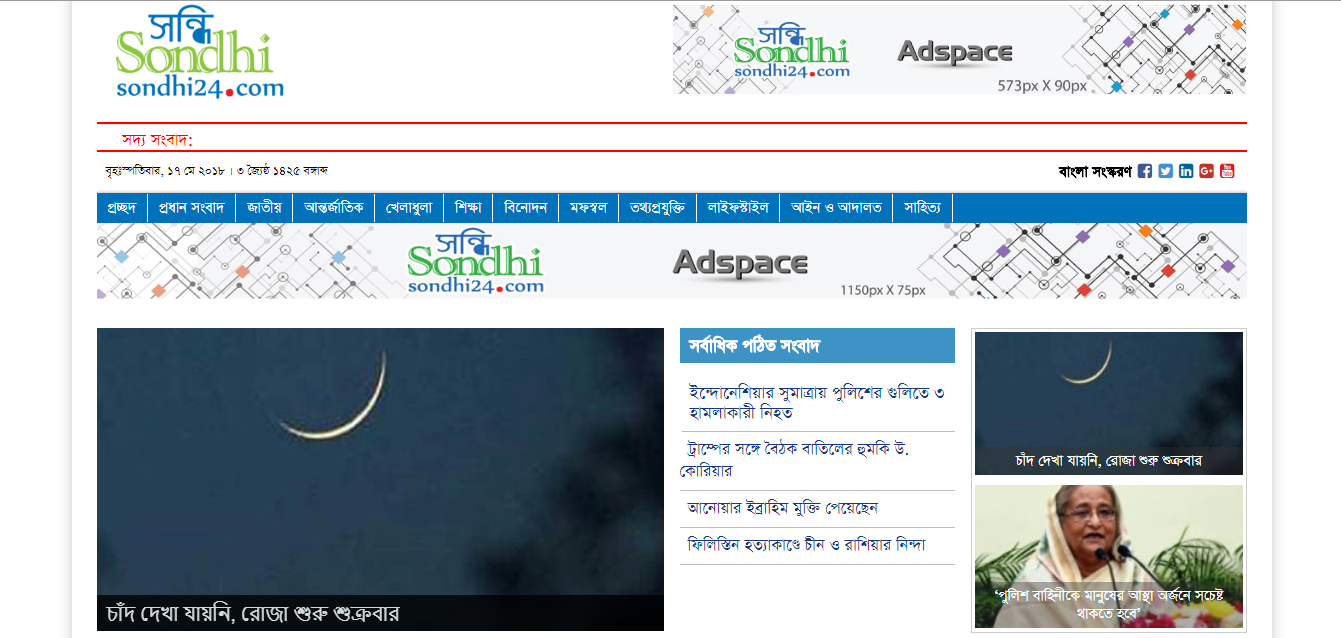 সন্ধি
Sondhi
sondhi24.com
সন্ধি
Sondhi
sondhi24.com
Adspace
573px X 90px
সদ্য সংবাদ:
বৃহঃস্পতিবার, ১৭ মে ২০১৮ । ৩ জ্যৈষ্ঠ ১৪২৫ বঙ্গাব্দ
বাংলা সংস্করণ
প্রচ্ছদ প্রধান সংবাদ জাতীয় আন্তর্জাতিক খেলাধুলা শিক্ষা বিনোদন মফস্বল তথ্যপ্রযুক্তি লাইফস্টাইল আইন ও আদালত সাহিত্য
সন্ধি
Sondhi
sondhi24.com
Adspace
1150px X 75px
চাঁদ দেখা যায়নি, রোজা শুরু শুক্রবার
সর্বাধিক পঠিত সংবাদ
ইন্দোনেশিয়ার সুমাত্রায় পুলিশের গুলিতে ৩
হামলাকারী নিহত
ট্রাম্পের সঙ্গে বৈঠক বাতিলের হুমকি উ.
কোরিয়ার
আনোয়ার ইব্রাহিম মুক্তি পেয়েছেন
ফিলিস্তিন হত্যাকাণ্ডে চীন ও রাশিয়ার নিন্দা
চাঁদ দেখা যায়নি, রোজা শুরু শুক্রবার
‘পুলিশ বাহিনীকে মানুষের আস্থা অর্জনে সচেষ্ট
থাকতে হবে’